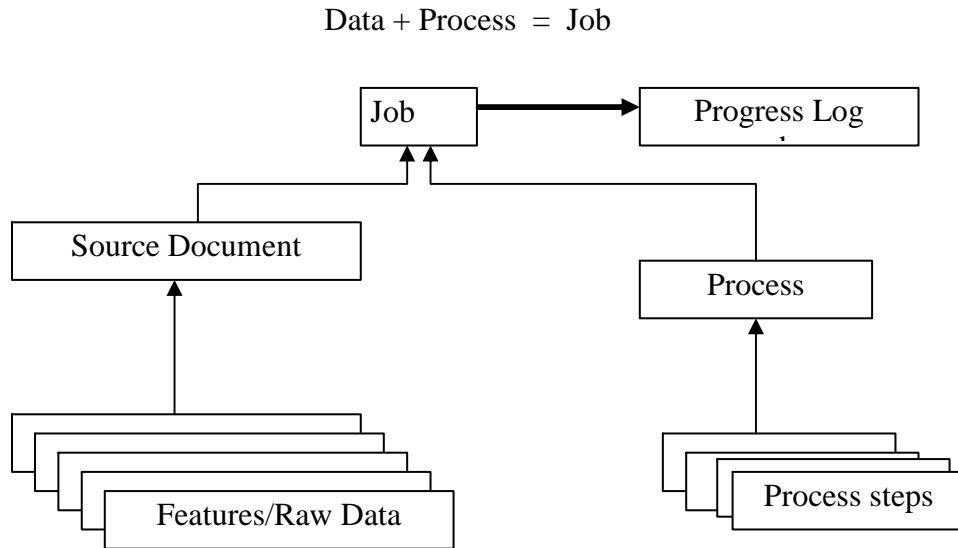 Data + Process = Job
Job
Progress Log
Source Document
Process
Features/Raw Data
Process steps